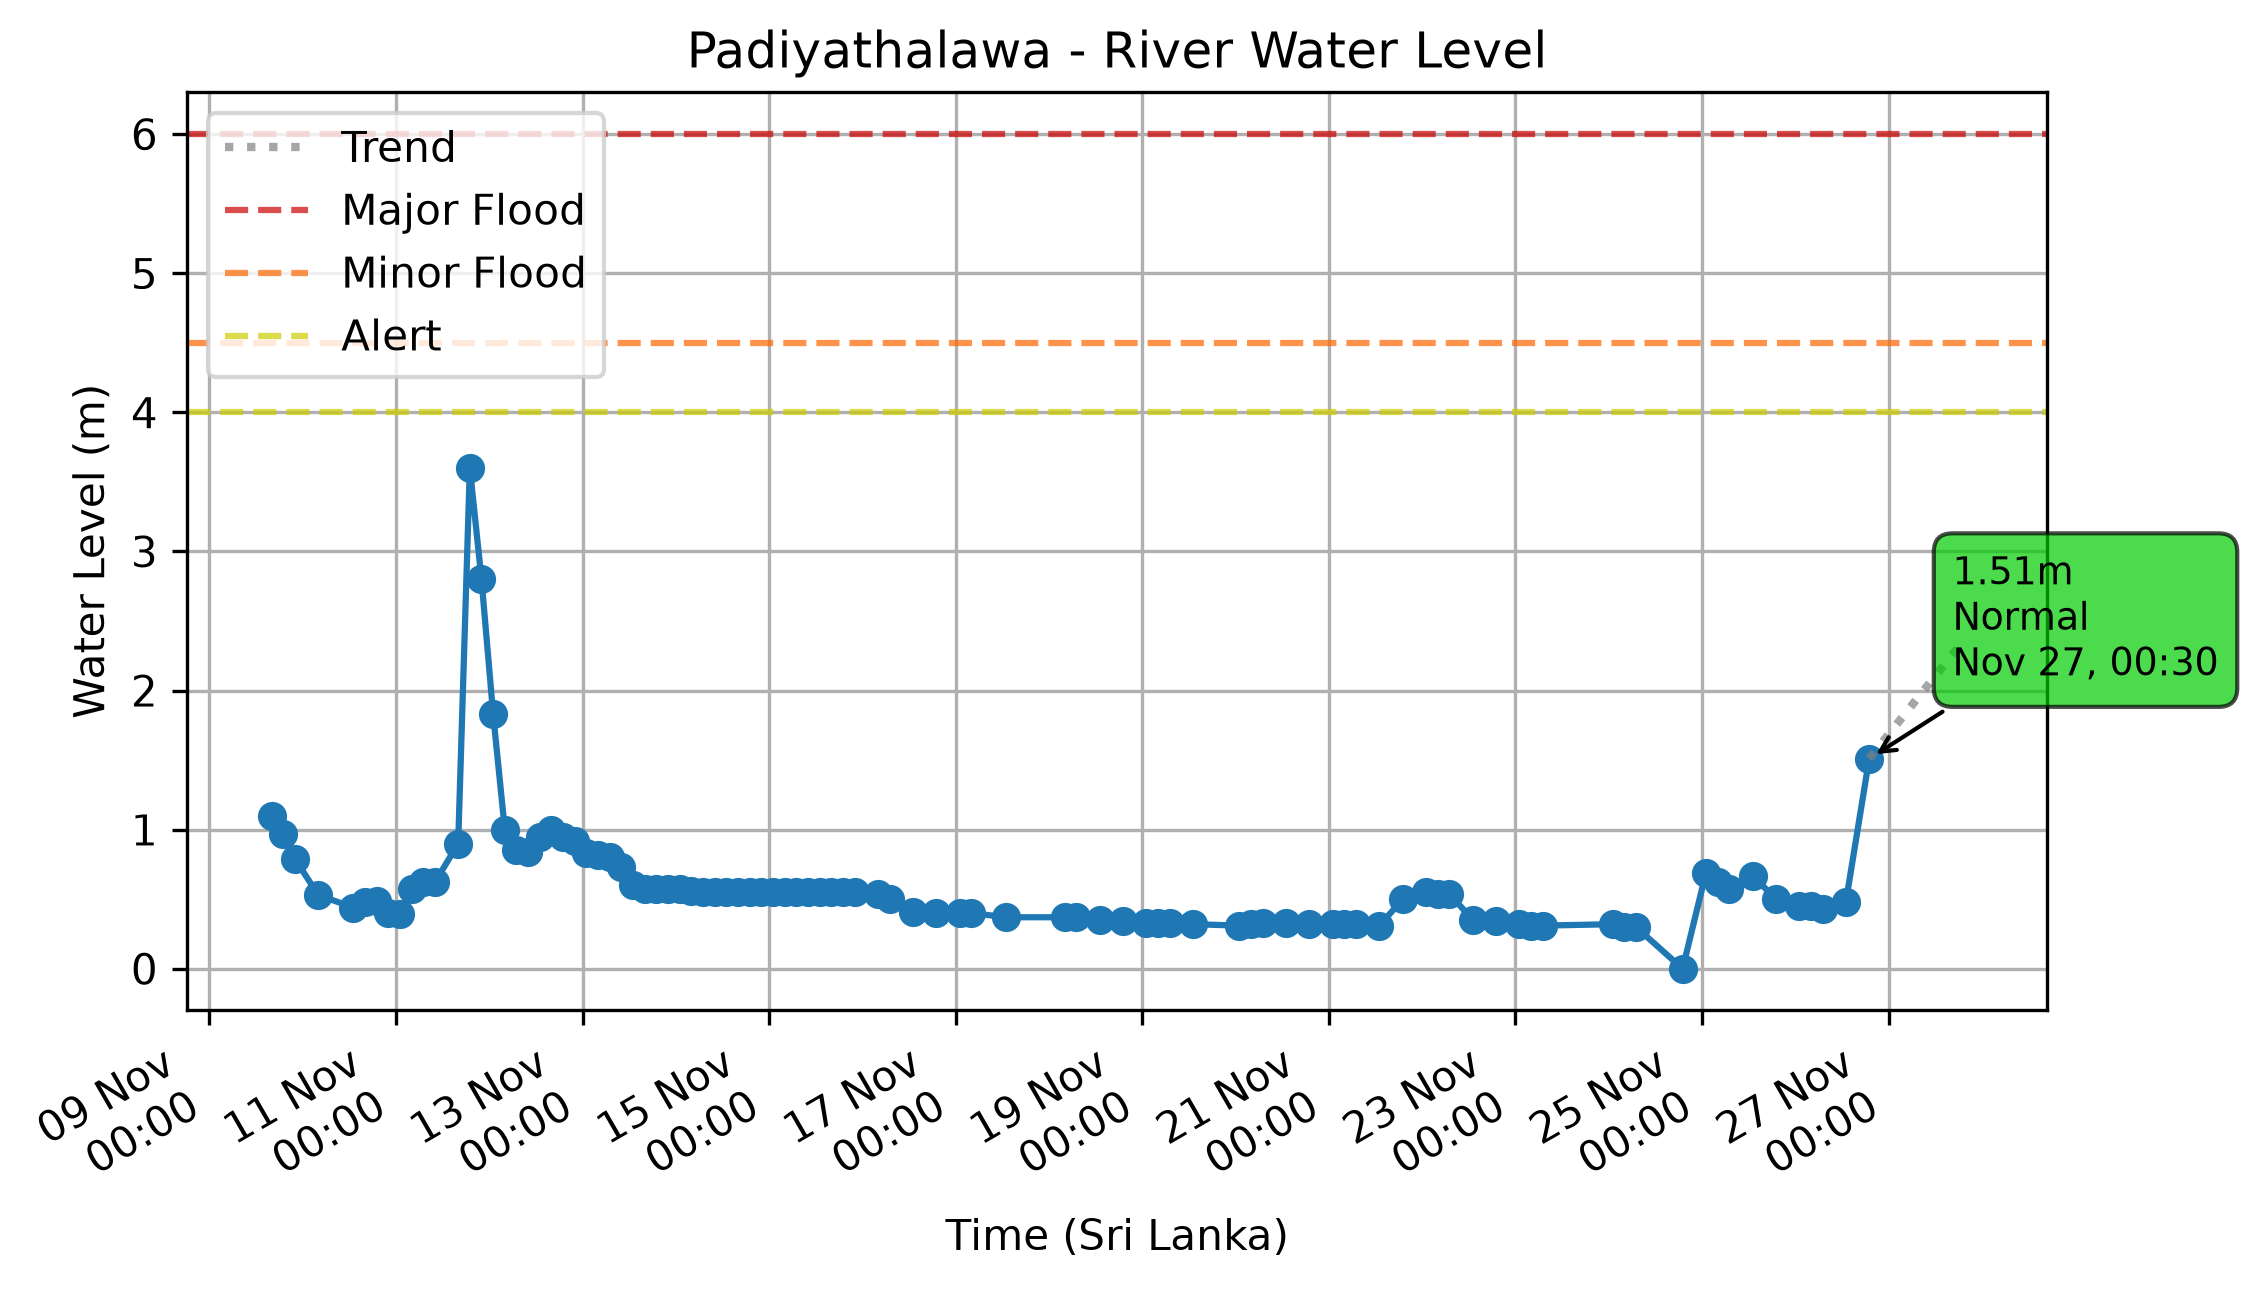 Padiyathalawa - River Water Level
Trend
Major Flood
Minor Flood
Alert
6
5
4
3
2
1
0
Water Level (m)
1.51m
Normal
Nov 27, 00:30
09 Nov
00:00
11 Nov
00:00
13 Nov
00:00
15 Nov
00:00
17 Nov
00:00
19 Nov
00:00
21 Nov
00:00
23 Nov
00:00
25 Nov
00:00
27 Nov
00:00
Time (Sri Lanka)